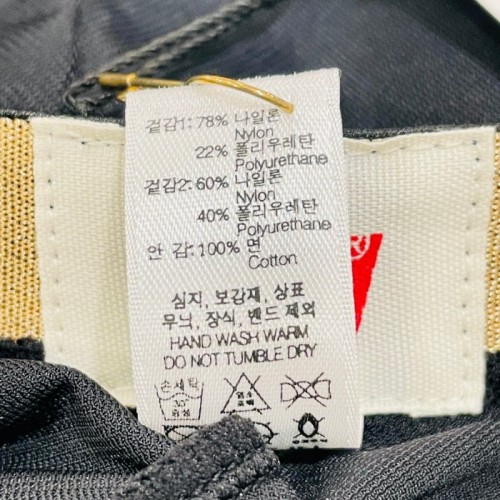 겉감1: 78% 나일론
Nylon
22% 폴리우레탄
Polyurethane
겉감2: 60% 나일론
Nylon
40% 폴리우레탄
Polyurethane
안 감: 100% 면
Cotton
심지, 보강재, 상표
무늬, 장식, 밴드 제외
HAND WASH WARM
DO NOT TUMBLE DRY
손세탁
30℃
®